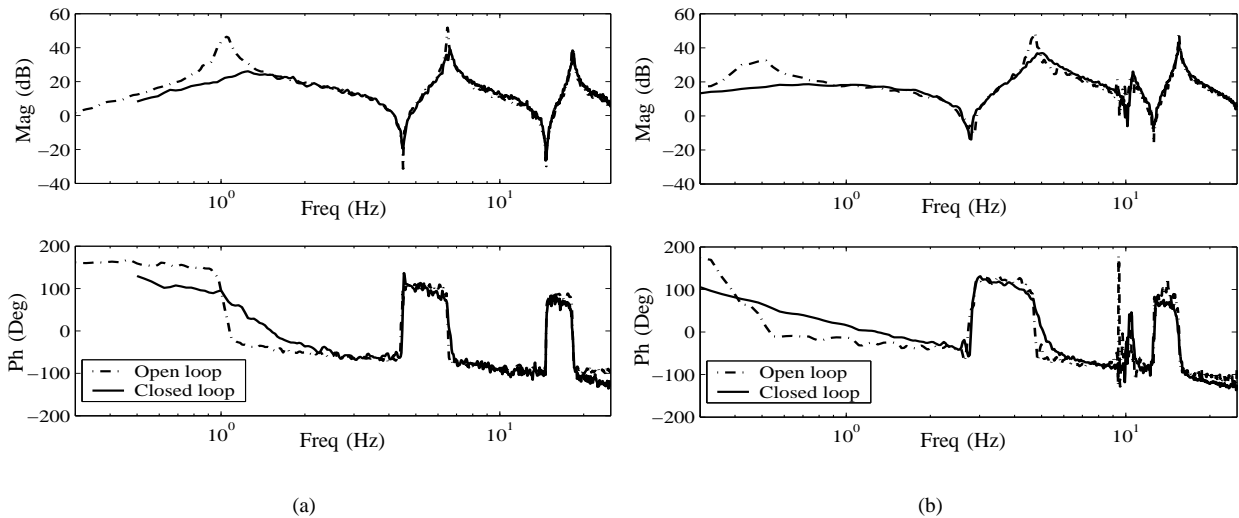 60
40
20
0
−20
−40
Mag (dB)
10^0
10^1
Freq (Hz)
200
100
0
−100
−200
Ph (Deg)
Open loop
Closed loop
10^0
10^1
Freq (Hz)
(a)
60
40
20
0
−20
−40
Mag (dB)
10^0
10^1
Freq (Hz)
200
100
0
−100
−200
Ph (Deg)
Open loop
Closed loop
10^0
10^1
Freq (Hz)
(b)